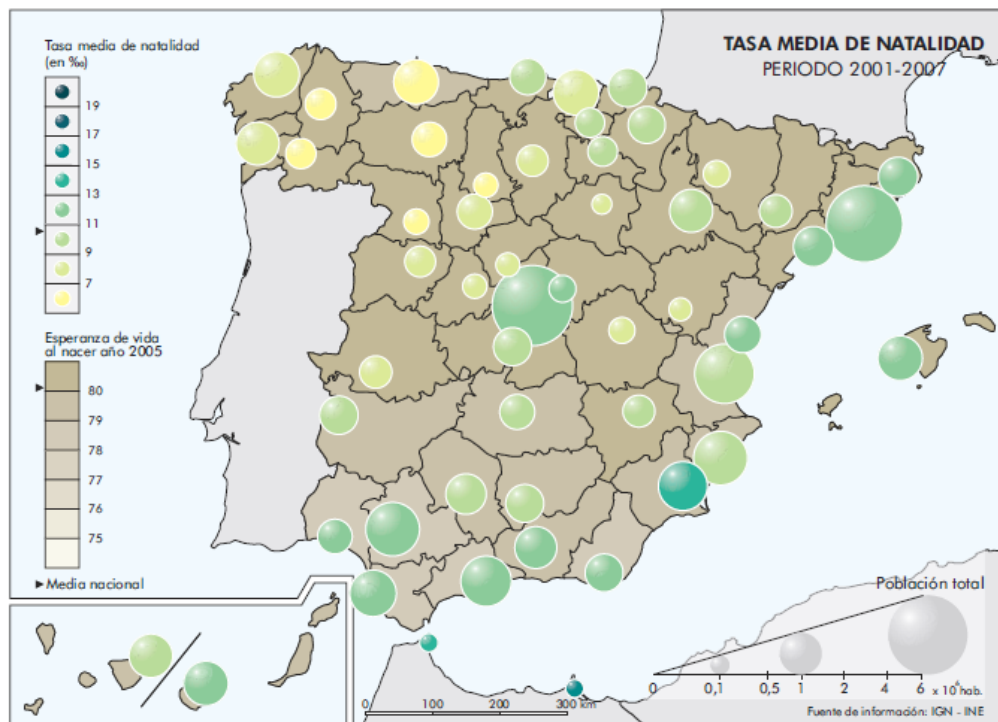 TASA MEDIA DE NATALIDAD
PERIODO 2001-2007
Tasa media de natalidad
(en ‰)
19
17
15
13
11
9
7
Esperanza de vida
al nacer año 2005
80
79
78
77
76
75
►Media nacional
Población total
0 0,1 0,5 1 2 4 6 x 10⁶ hab.
0 100 200 300 km
Fuente de información: IGN - INE